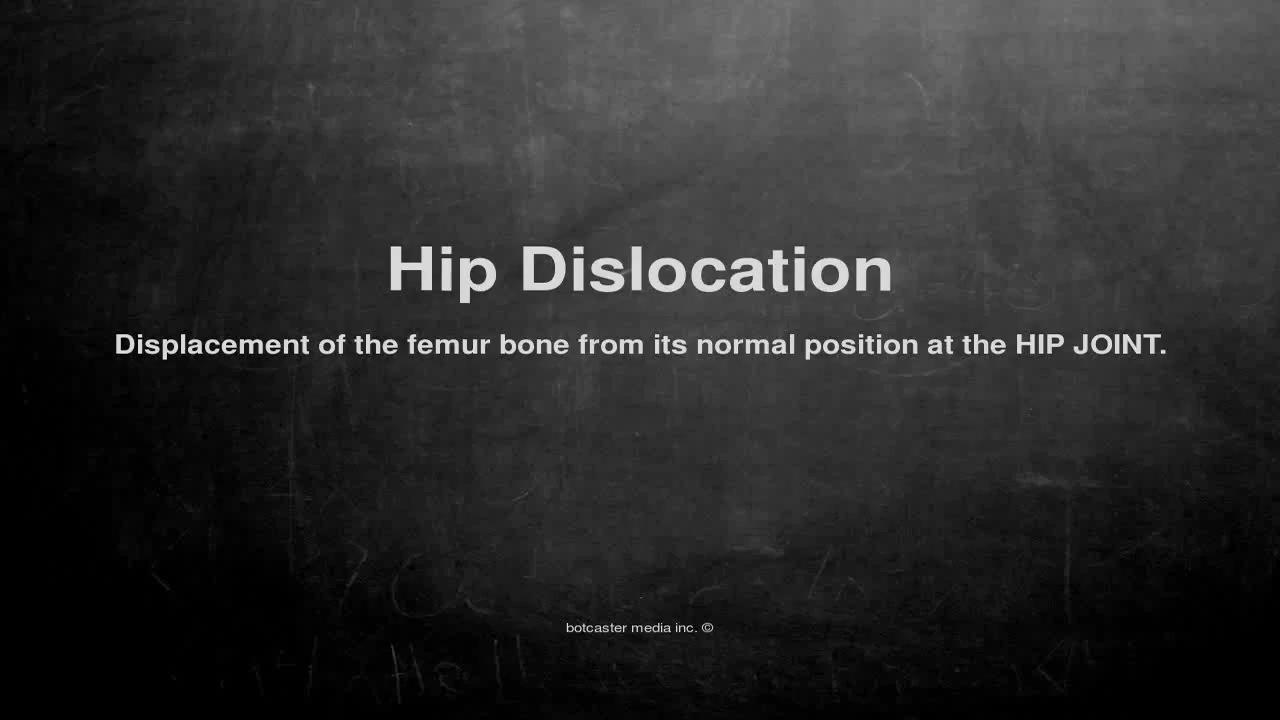 Hip Dislocation
Displacement of the femur bone from its normal position at the HIP JOINT.
botcaster media inc. ©